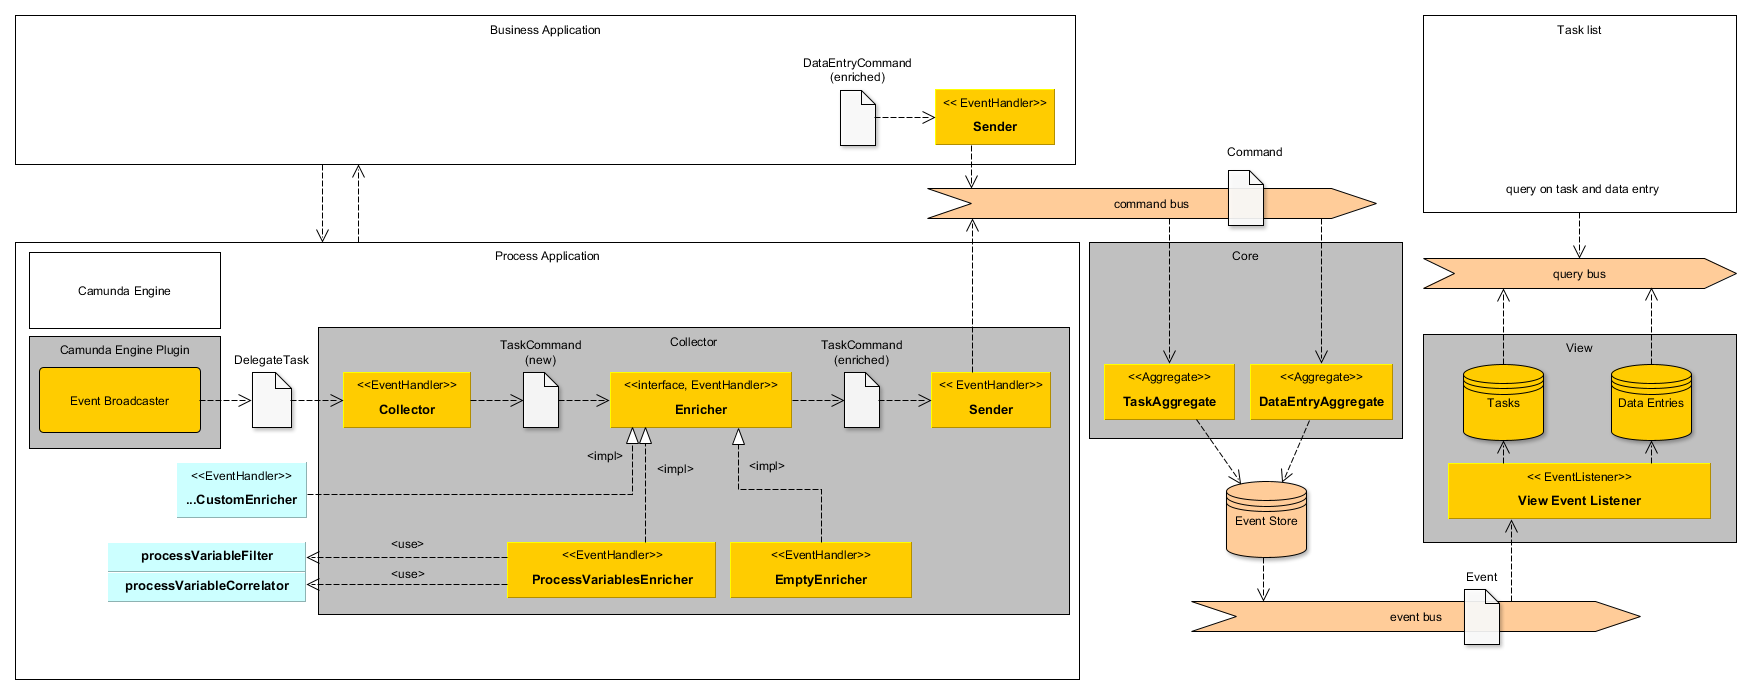 Business Application
DataEntryCommand
(enriched)
<< EventHandler>>
Sender
Command
command bus
Task list
query on task and data entry
query bus
Process Application
Camunda Engine
Camunda Engine Plugin
Event Broadcaster
DelegateTask
Collector
<<EventHandler>>
Collector
TaskCommand
(new)
<<interface, EventHandler>>
Enricher
TaskCommand
(enriched)
<< EventHandler>>
Sender
<impl>
<impl>
<impl>
<<EventHandler>>
...CustomEnricher
processVariableFilter
processVariableCorrelator
<use>
<use>
<<EventHandler>>
ProcessVariablesEnricher
<<EventHandler>>
EmptyEnricher
Core
<<Aggregate>>
TaskAggregate
<<Aggregate>>
DataEntryAggregate
Event Store
View
Tasks
Data Entries
<< EventListener>>
View Event Listener
Event
event bus